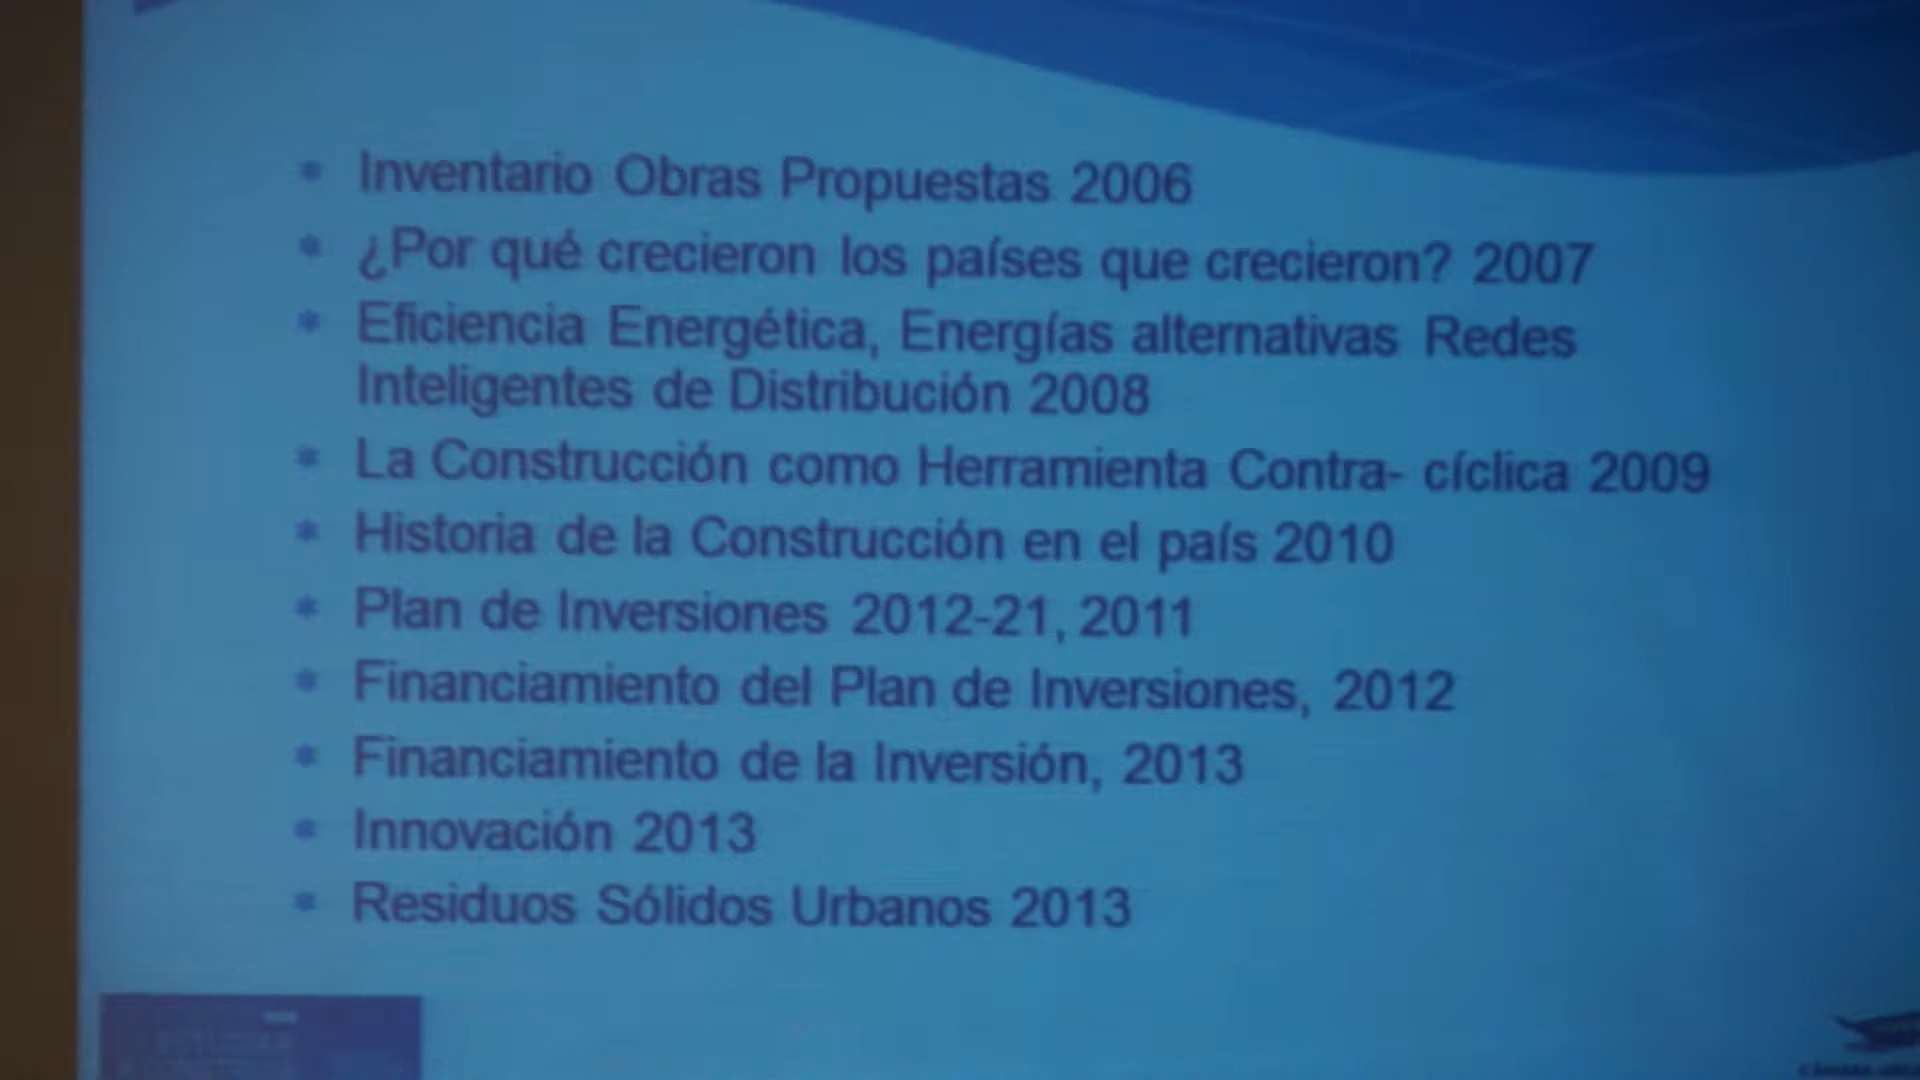 * Inventario Obras Propuestas 2006
* ¿Por qué crecieron los países que crecieron? 2007
* Eficiencia Energética, Energías alternativas Redes
Inteligentes de Distribución 2008
* La Construcción como Herramienta Contra- cíclica 2009
* Historia de la Construcción en el país 2010
* Plan de Inversiones 2012-21, 2011
* Financiamiento del Plan de Inversiones, 2012
* Financiamiento de la Inversión, 2013
* Innovación 2013
* Residuos Sólidos Urbanos 2013